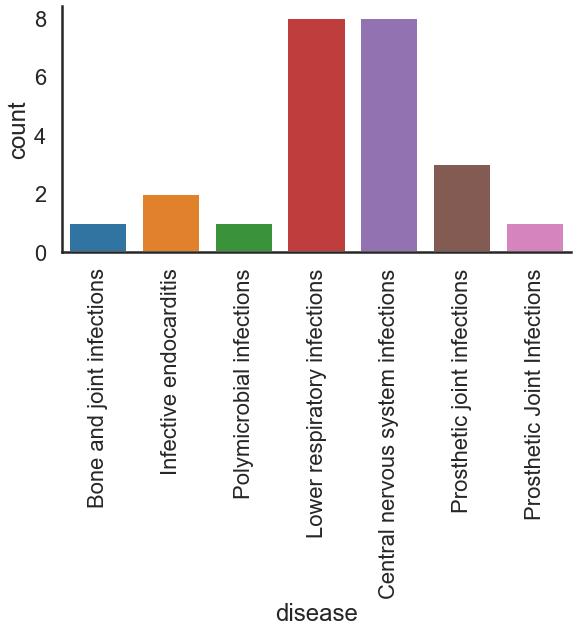 8
6
4
2
0
count
Bone and joint infections
Infective endocarditis
Polymicrobial infections
Lower respiratory infections
Central nervous system infections
Prosthetic joint infections
Prosthetic Joint Infections
disease